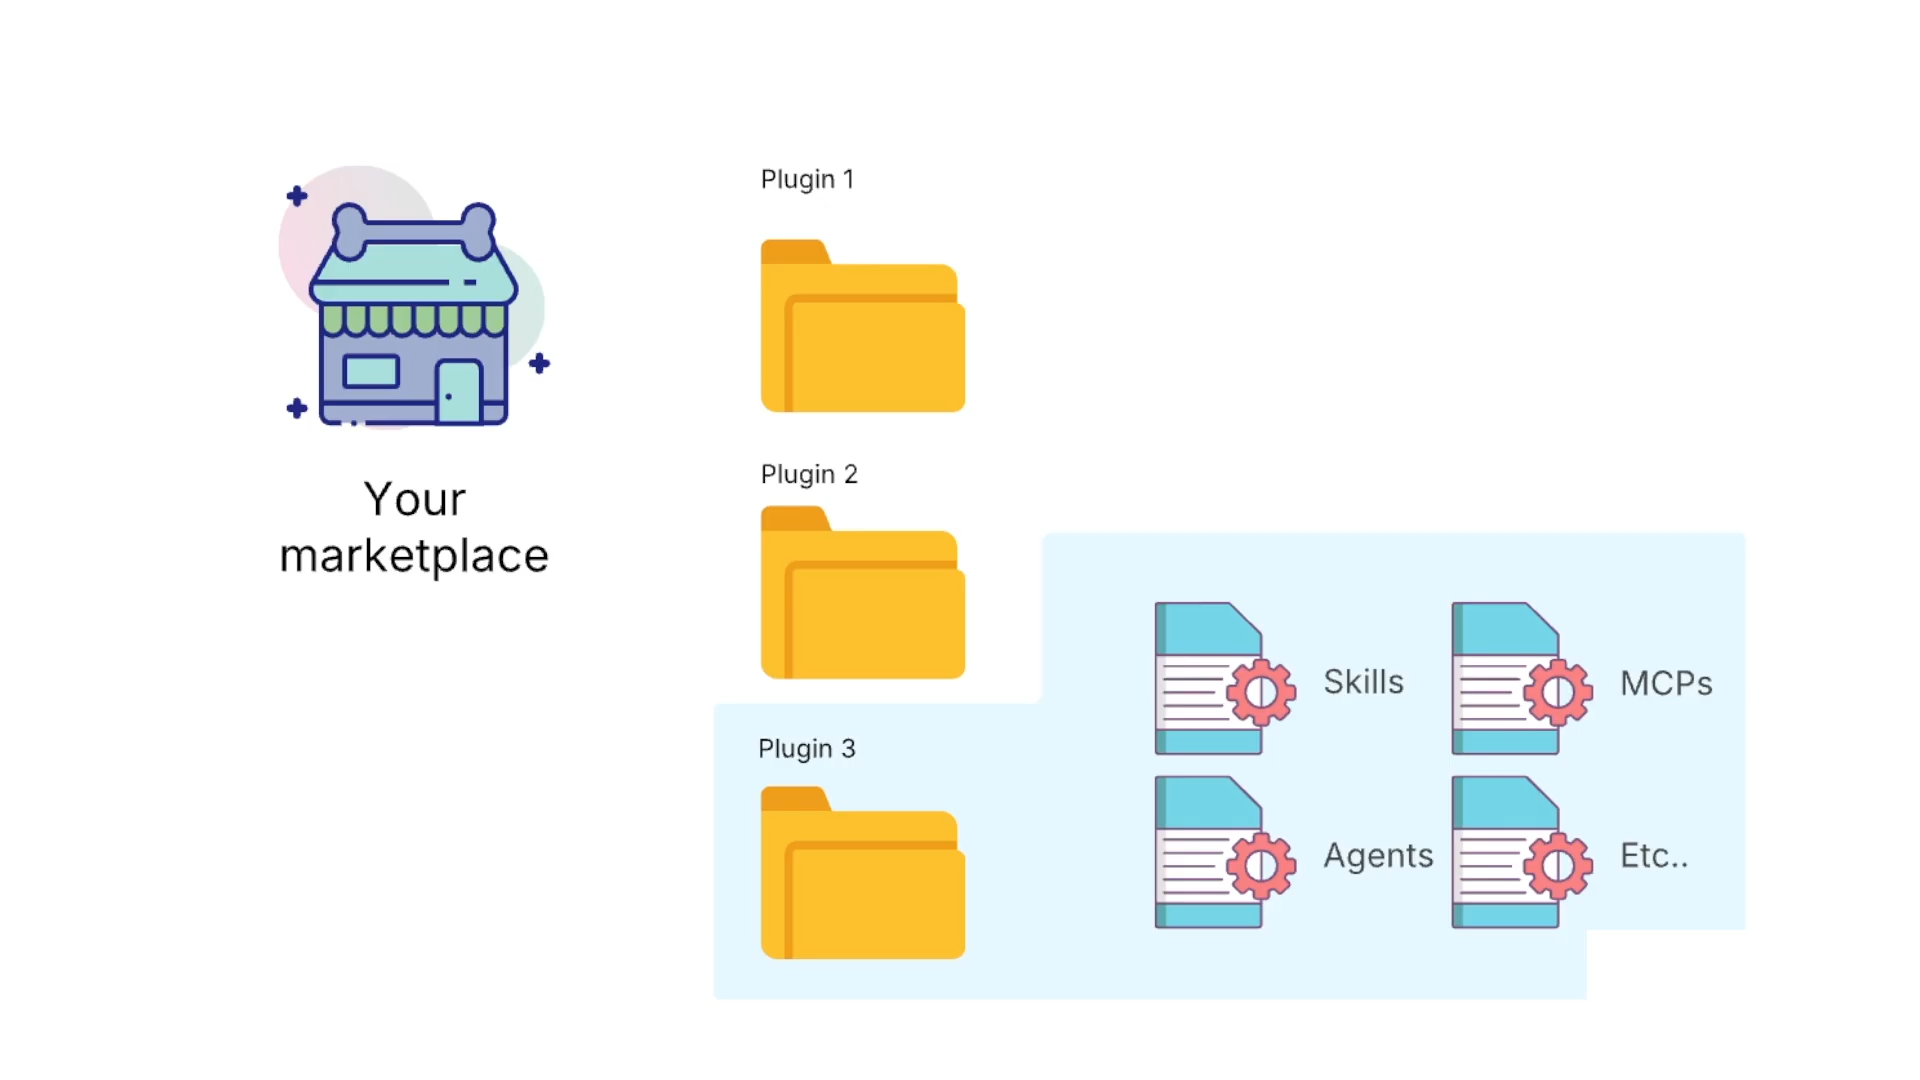 Your
marketplace
Plugin 1
Plugin 2
Plugin 3
Skills
MCPs
Agents
Etc..